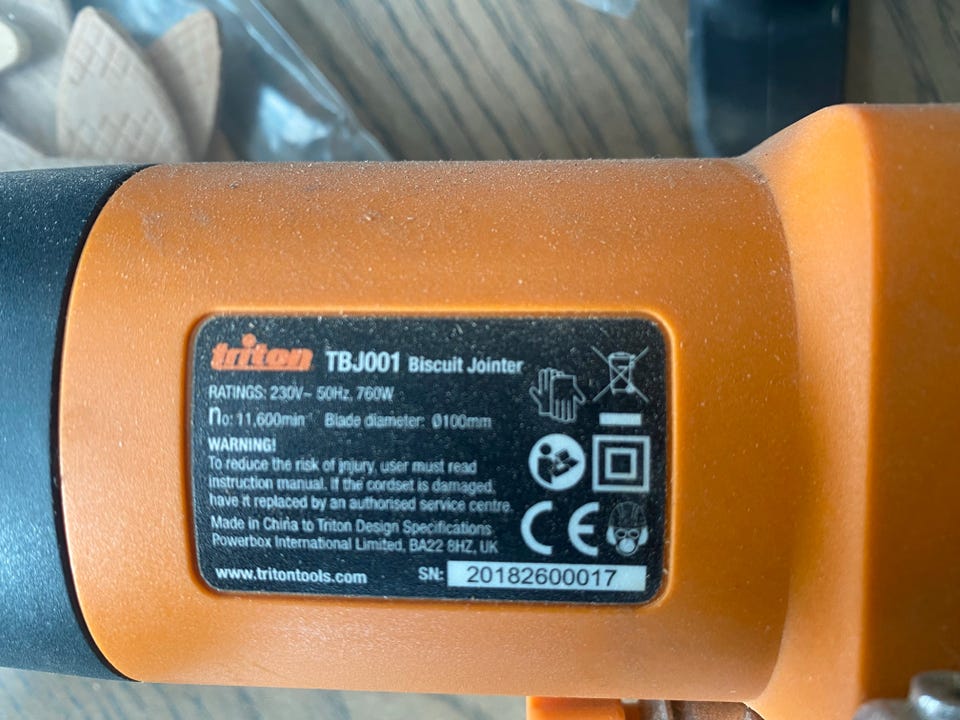 triton TBJ001 Biscuit Jointer
RATINGS: 230V~ 50Hz, 760W
no: 11,600min⁻¹ Blade diameter: Ø100mm
WARNING!
To reduce the risk of injury, user must read
instruction manual. If the cordset is damaged,
have it replaced by an authorised service centre.
Made in China to Triton Design Specifications.
Powerbox International Limited, BA22 8HZ, UK
CE
www.tritontools.com SN: 20182600017